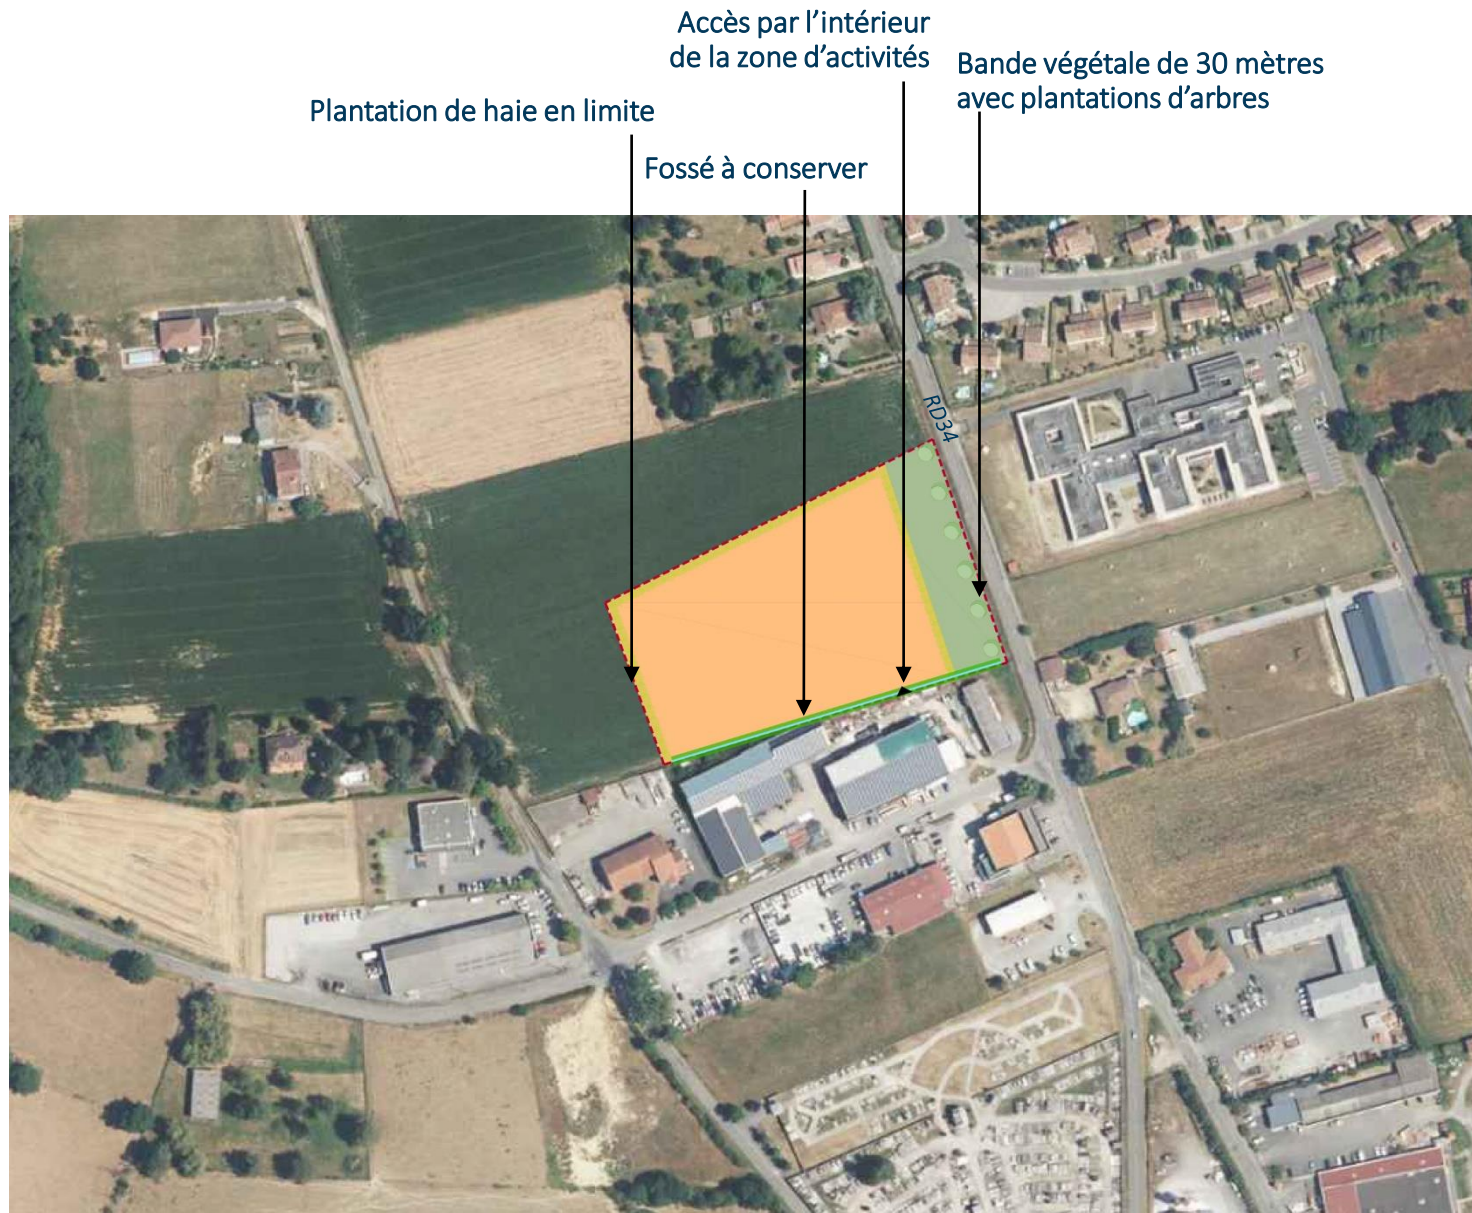 Accès par l’intérieur
de la zone d’activités
Bande végétale de 30 mètres
avec plantations d’arbres
Plantation de haie en limite
Fossé à conserver
RD34